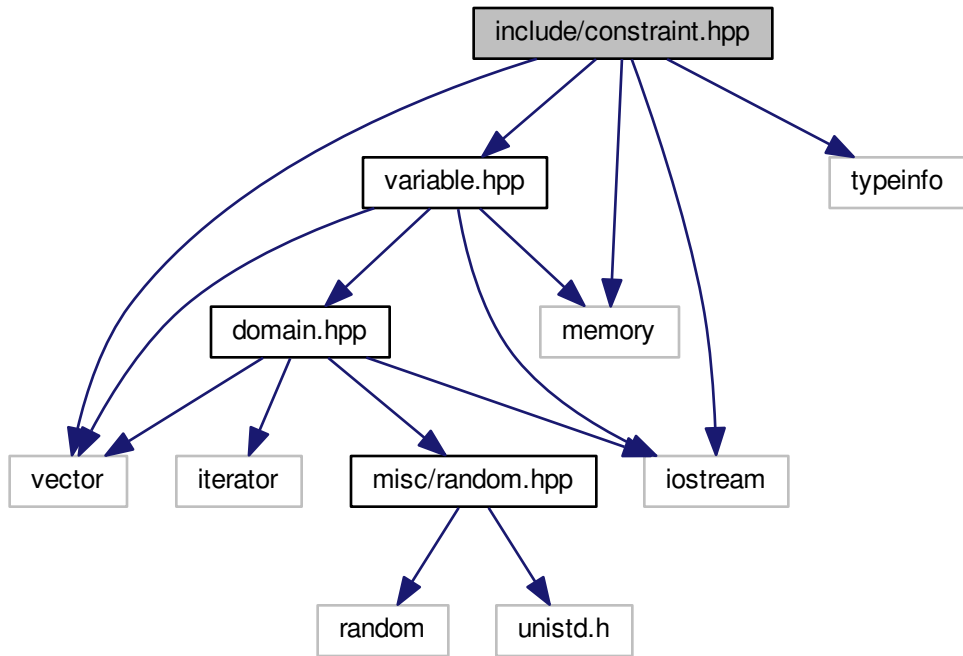 include/constraint.hpp
variable.hpp
typeinfo
domain.hpp
memory
vector
iterator
misc/random.hpp
iostream
random
unistd.h